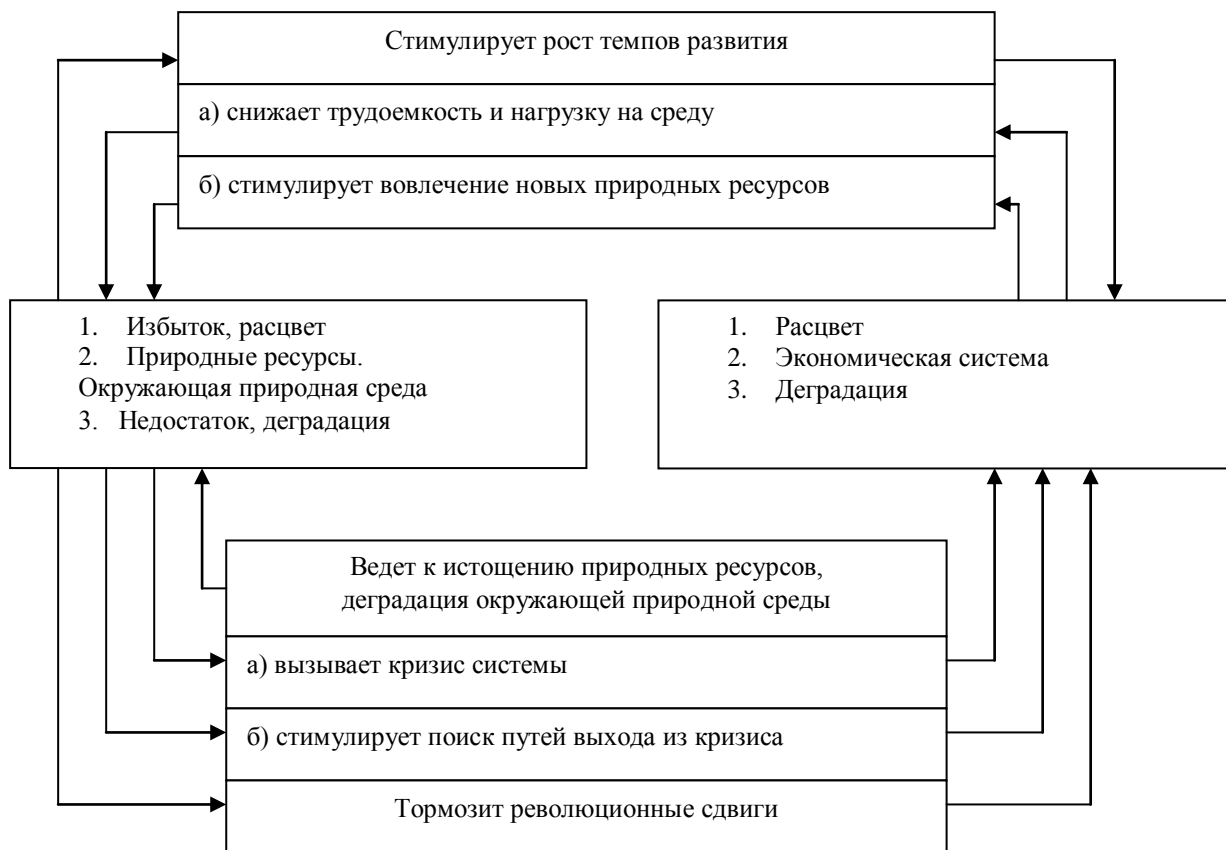 Стимулирует рост темпов развития
а) снижает трудоемкость и нагрузку на среду
б) стимулирует вовлечение новых природных ресурсов
1. Избыток, расцвет
2. Природные ресурсы.
Окружающая природная среда
3. Недостаток, деградация
1. Расцвет
2. Экономическая система
3. Деградация
Ведет к истощению природных ресурсов,
деградация окружающей природной среды
а) вызывает кризис системы
б) стимулирует поиск путей выхода из кризиса
Тормозит революционные сдвиги